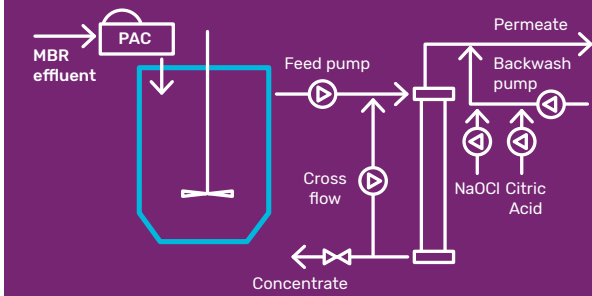 PAC
MBR
effluent
Feed pump
Permeate
Backwash
pump
Cross
flow
NaOCl
Citric
Acid
Concentrate